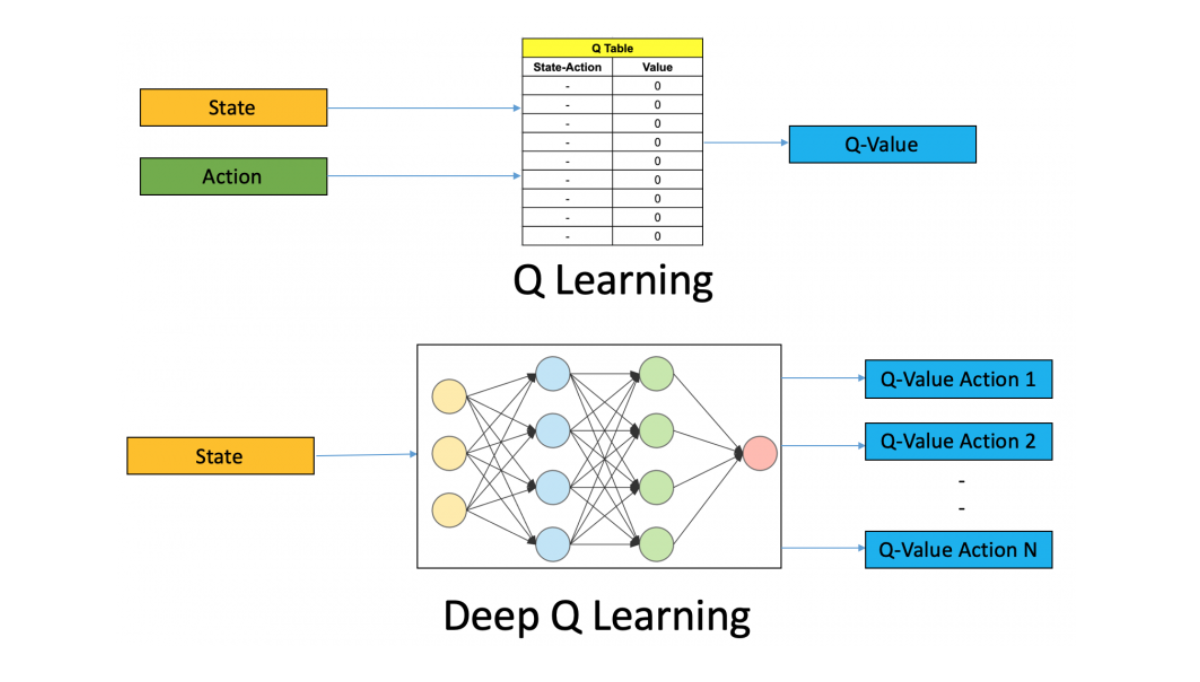 Q Table
State-Action Value
- 0
- 0
- 0
- 0
- 0
- 0
- 0
- 0
- 0
State
Action
Q-Value
Q Learning
State
Q-Value Action 1
Q-Value Action 2
-
-
Q-Value Action N
Deep Q Learning